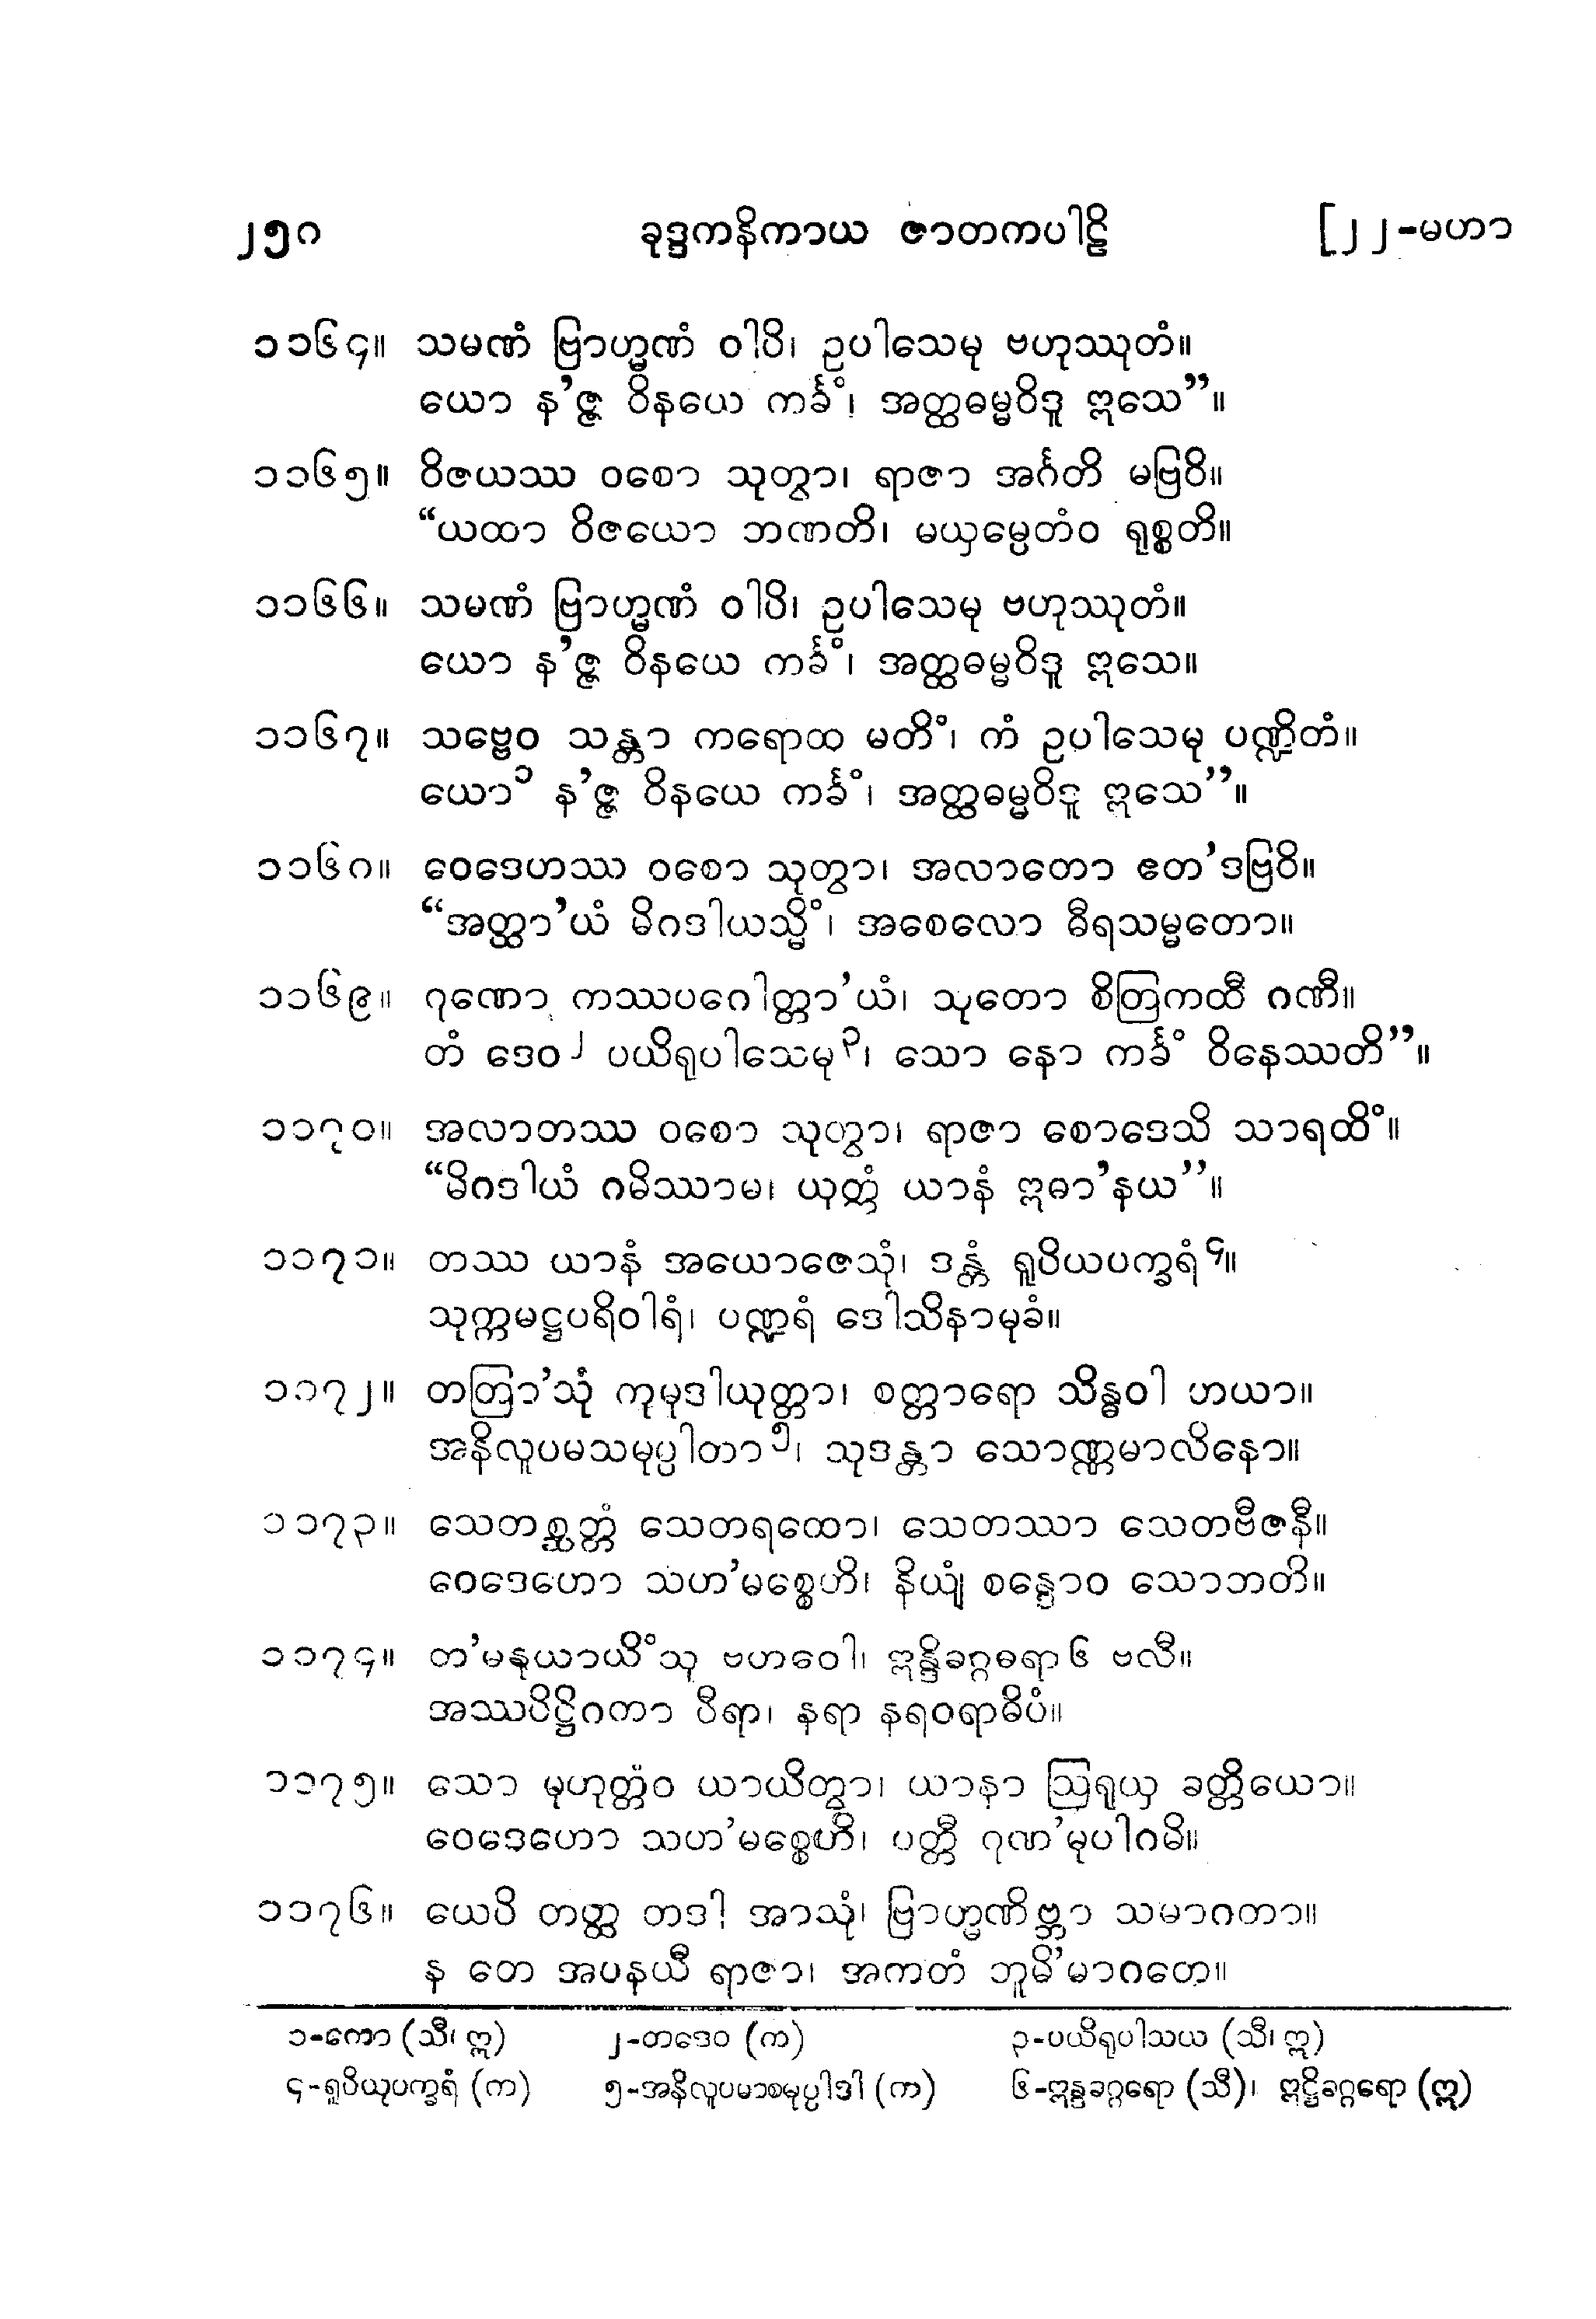 ၂၅၈ ခုဒ္ဒကနိကာယ ဇာတကပါဠိ [၂၂-မဟာ
၁၁၆၄။ သမဏံ ဗြာဟ္မဏံ ဝါပိ၊ ဥပါသေမု ဗဟုဿုတံ။
ယော န’ဇ္ဇ ဝိနယေ ကင်္ခံ၊ အတ္ထဓမ္မဝိဒူ ဣသေ”။
၁၁၆၅။ ဝိဇယဿ ဝစော သုတွာ၊ ရာဇာ အင်္ဂတိ မဗြဝိ။
“ယထာ ဝိဇယော ဘဏတိ၊ မယှမ္ပေတံဝ ရုစ္စတိ။
၁၁၆၆။ သမဏံ ဗြာဟ္မဏံ ဝါပိ၊ ဥပါသေမု ဗဟုဿုတံ။
ယော န’ဇ္ဇ ဝိနယေ ကင်္ခံ၊ အတ္ထဓမ္မဝိဒူ ဣသေ။
၁၁၆၇။ သဗ္ဗေဝ သန္တာ ကရောထ မတိံ၊ ကံ ဥပါသေမု ပဏ္ဍိတံ။
ယော၁ န’ဇ္ဇ ဝိနယေ ကင်္ခံ၊ အတ္ထဓမ္မဝိဒူ ဣသေ”။
၁၁၆၈။ ဝေဒေဟဿ ဝစော သုတွာ၊ အလာတော ဧတ’ဒဗြဝိ။
“အတ္ထာ’ယံ မိဂဒါယသ္မိံ၊ အစေလော ဓီရသမ္မတော။
၁၁၆၉။ ဂုဏော ကဿပဂေါတ္တာ’ယံ၊ သုတော စိတြကထီ ဂဏီ။
တံ ဒေဝ၂ ပယိရုပါသေမု၃၊ သော နော ကင်္ခံ ဝိနေဿတိ”။
၁၁၇၀။ အလာတဿ ဝစော သုတွာ၊ ရာဇာ စောဒေသိ သာရထိံ။
“မိဂဒါယံ ဂမိဿာမ၊ ယုတ္တံ ယာနံ ဣဓာ’နယ”။
၁၁၇၁။ တဿ ယာနံ အယောဇေသုံ၊ ဒန္တံ ရူပိယပက္ခရံ၄။
သုက္ကမဋ္ဌပရိဝါရံ၊ ပဏ္ဍရံ ဒေါသိနာမုခံ။
၁၁၇၂။ တတြာ’သုံ ကုမုဒါယုတ္တာ၊ စတ္တာရော သိန္ဓဝါ ဟယာ။
အနိလူပမသမုပ္ပါတာ၅၊ သုဒန္တာ သောဏ္ဏမာလိနော။
၁၁၇၃။ သေတစ္ဆတ္တံ သေတရထော၊ သေတဿာ သေတဗီဇနီ။
ဝေဒေဟော သဟ’မစ္စေဟိ၊ နိယျံ စန္ဒောဝ သောဘတိ။
၁၁၇၄။ တ’မနုယာယိံသု ဗဟဝေါ၊ ဣန္ဒိခဂ္ဂဓရာ၆ ဗလီ။
အဿပိဋ္ဌိဂတာ ဝီရာ၊ နရာ နရဝရာဓိပံ။
၁၁၇၅။ သော မုဟုတ္တံဝ ယာယိတွာ၊ ယာနာ ဩရုယှ ခတ္တိယော။
ဝေဒေဟော သဟ’မစ္စေဟိ၊ ပတ္တီ ဂုဏ’မုပါဂမိ။
၁၁၇၆။ ယေပိ တတ္ထ တဒါ အာသုံ၊ ဗြာဟ္မဏိဗ္ဘာ သမာဂတာ။
န တေ အပနယီ ရာဇာ၊ အကတံ ဘူမိ’မာဂတေ။
၁-ကော (သီ၊ ဣ) ၂-တဒေဝ (က) ၃-ပယိရုပါသယ (သီ၊ ဣ)
၄-ရူပိယုပက္ခရံ (က) ၅-အနိလူပမာစမုပ္ပါဒါ (က) ၆-ဣန္ဒခဂ္ဂရော (သီ)၊ ဣဋ္ဌိခဂ္ဂရော (ဣ)